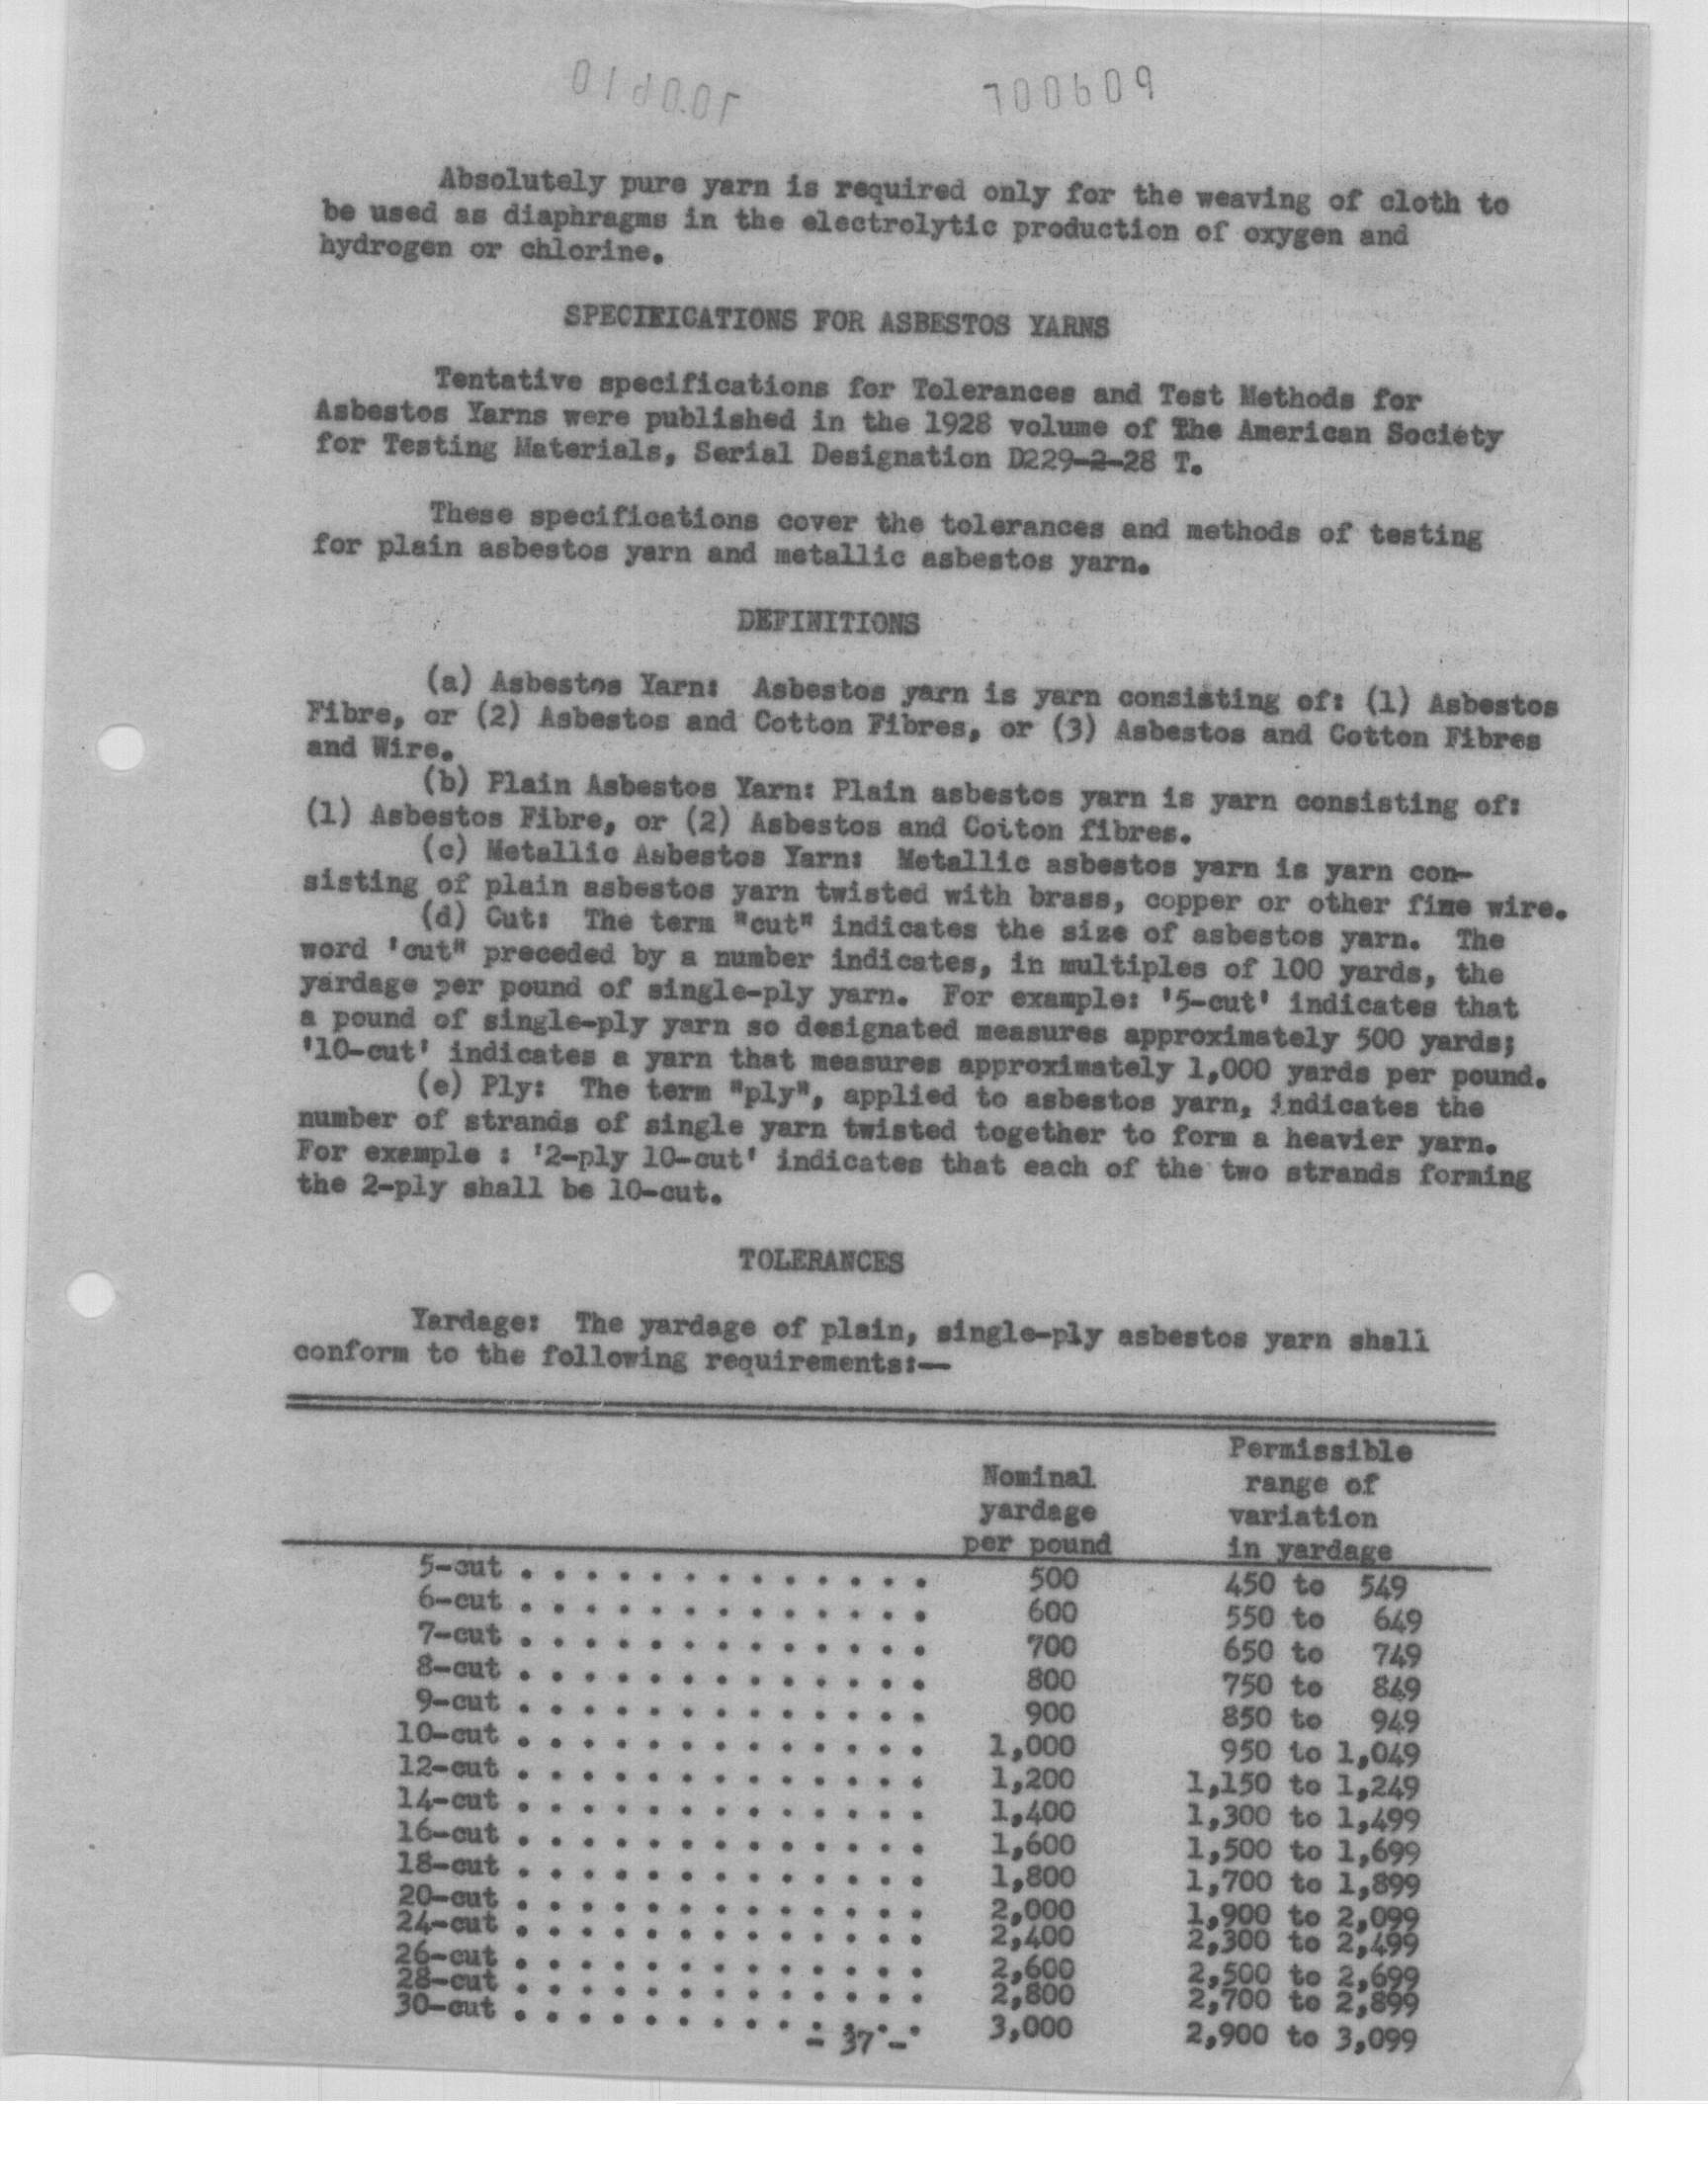 700609
Absolutely pure yarn is required only for the weaving of cloth to
be used as diaphragms in the electrolytic production of oxygen and
hydrogen or chlorine.
SPECIFICATIONS FOR ASBESTOS YARNS
Tentative specifications for Tolerances and Test Methods for
Asbestos Yarns were published in the 1928 volume of The American Society
for Testing Materials, Serial Designation D229-2-28 T.
These specifications cover the tolerances and methods of testing
for plain asbestos yarn and metallic asbestos yarn.
DEFINITIONS
(a) Asbestos Yarn: Asbestos yarn is yarn consisting of: (1) Asbestos
Fibre, or (2) Asbestos and Cotton Fibres, or (3) Asbestos and Cotton Fibres
and Wire.
(b) Plain Asbestos Yarn: Plain asbestos yarn is yarn consisting of:
(1) Asbestos Fibre, or (2) Asbestos and Cotton fibres.
(c) Metallic Asbestos Yarn: Metallic asbestos yarn is yarn con-
sisting of plain asbestos yarn twisted with brass, copper or other fine wire.
(d) Cut: The term "cut" indicates the size of asbestos yarn. The
word 'cut" preceded by a number indicates, in multiples of 100 yards, the
yardage per pound of single-ply yarn. For example: '5-cut' indicates that
a pound of single-ply yarn so designated measures approximately 500 yards;
'10-cut' indicates a yarn that measures approximately 1,000 yards per pound.
(e) Ply: The term "ply", applied to asbestos yarn, indicates the
number of strands of single yarn twisted together to form a heavier yarn.
For example : '2-ply 10-cut' indicates that each of the two strands forming
the 2-ply shall be 10-cut.
TOLERANCES
Yardage: The yardage of plain, single-ply asbestos yarn shall
conform to the following requirements:—
Nominal yardage per pound
Permissible range of variation in yardage
5-cut . . . . . . . . . . . . . 500 450 to 549
6-cut . . . . . . . . . . . . . 600 550 to 649
7-cut . . . . . . . . . . . . . 700 650 to 749
8-cut . . . . . . . . . . . . . 800 750 to 849
9-cut . . . . . . . . . . . . . 900 850 to 949
10-cut . . . . . . . . . . . . . 1,000 950 to 1,049
12-cut . . . . . . . . . . . . . 1,200 1,150 to 1,249
14-cut . . . . . . . . . . . . . 1,400 1,300 to 1,499
16-cut . . . . . . . . . . . . . 1,600 1,500 to 1,699
18-cut . . . . . . . . . . . . . 1,800 1,700 to 1,899
20-cut . . . . . . . . . . . . . 2,000 1,900 to 2,099
24-cut . . . . . . . . . . . . . 2,400 2,300 to 2,499
26-cut . . . . . . . . . . . . . 2,600 2,500 to 2,699
28-cut . . . . . . . . . . . . . 2,800 2,700 to 2,899
30-cut . . . . . . . . . . . . . 3,000 2,900 to 3,099
- 37 -